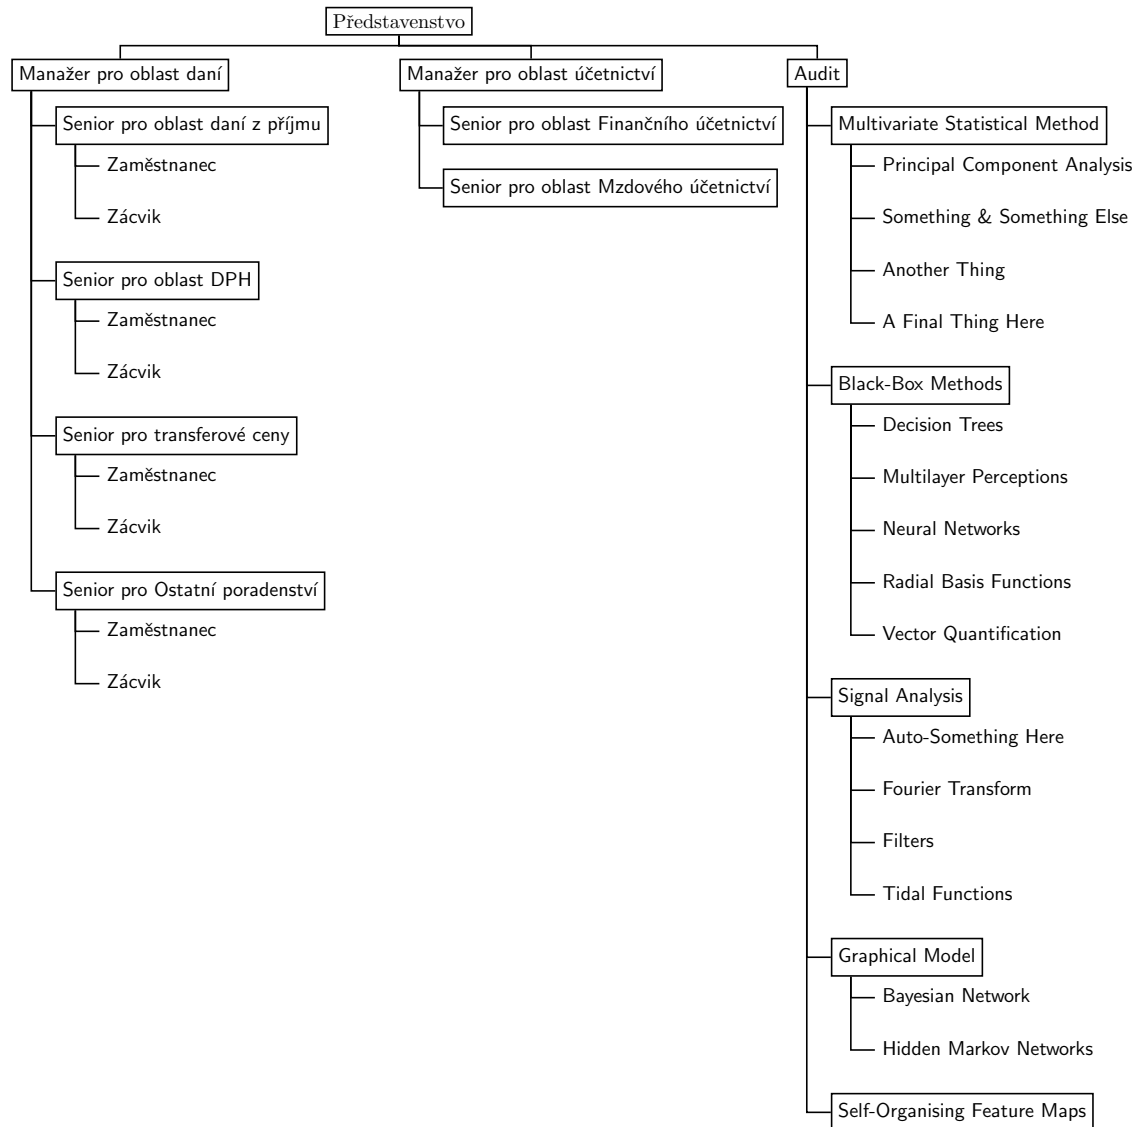 Představenstvo
Manažer pro oblast daní
Senior pro oblast daní z příjmu
Zaměstnanec
Zácvik
Senior pro oblast DPH
Zaměstnanec
Zácvik
Senior pro transferové ceny
Zaměstnanec
Zácvik
Senior pro Ostatní poradenství
Zaměstnanec
Zácvik
Manažer pro oblast účetnictví
Senior pro oblast Finančního účetnictví
Senior pro oblast Mzdového účetnictví
Audit
Multivariate Statistical Method
Principal Component Analysis
Something & Something Else
Another Thing
A Final Thing Here
Black-Box Methods
Decision Trees
Multilayer Perceptions
Neural Networks
Radial Basis Functions
Vector Quantification
Signal Analysis
Auto-Something Here
Fourier Transform
Filters
Tidal Functions
Graphical Model
Bayesian Network
Hidden Markov Networks
Self-Organising Feature Maps